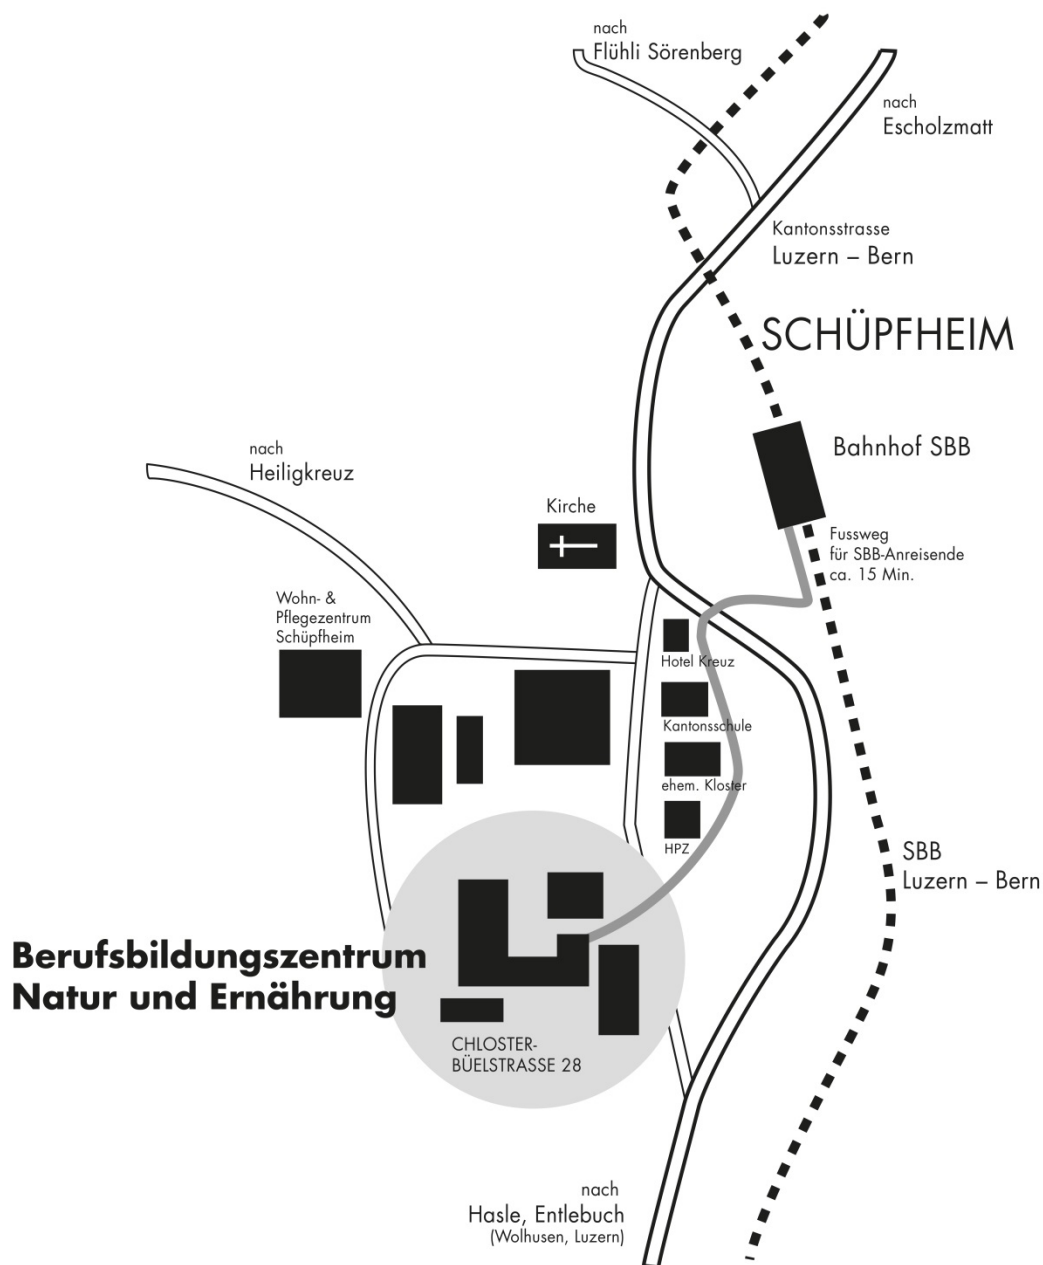 nach
Flühli Sörenberg
nach
Escholzmatt
Kantonsstrasse
Luzern – Bern
SCHÜPFHEIM
Bahnhof SBB
nach
Heiligkreuz
Kirche
Fussweg
für SBB-Anreisende
ca. 15 Min.
Wohn- &
Pflegezentrum
Schüpfheim
Hotel Kreuz
Kantonsschule
ehem. Kloster
HPZ
SBB
Luzern – Bern
Berufsbildungszentrum
Natur und Ernährung
CHLOSTER-
BÜELSTRASSE 28
nach
Hasle, Entlebuch
(Wolhusen, Luzern)